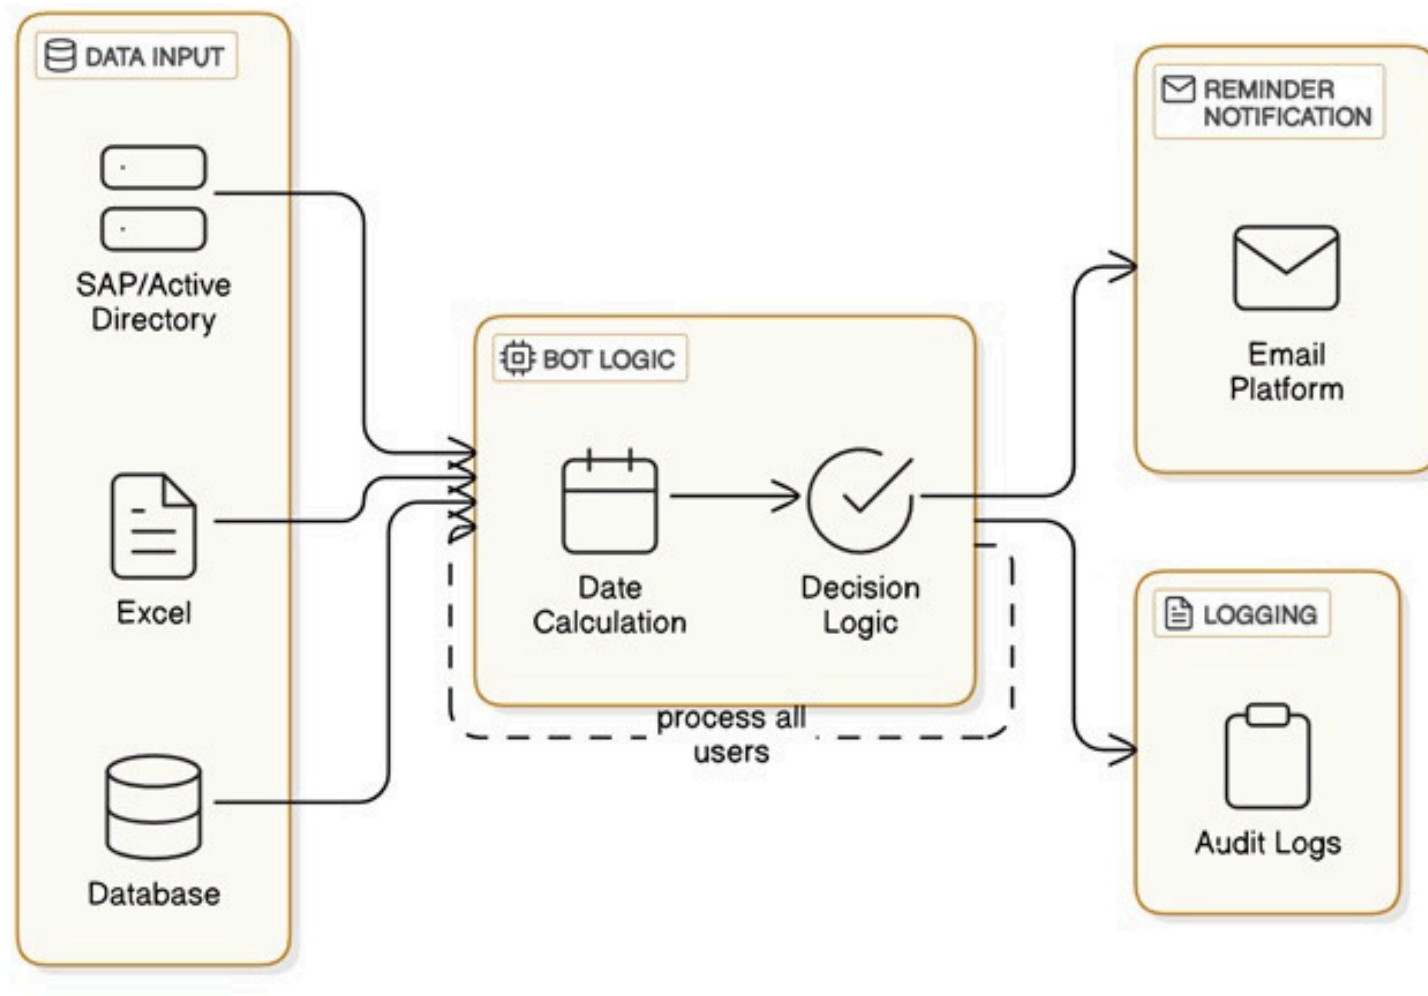 DATA INPUT
SAP/Active
Directory
Excel
Database
BOT LOGIC
Date
Calculation
Decision
Logic
process all
users
REMINDER
NOTIFICATION
Email
Platform
LOGGING
Audit Logs